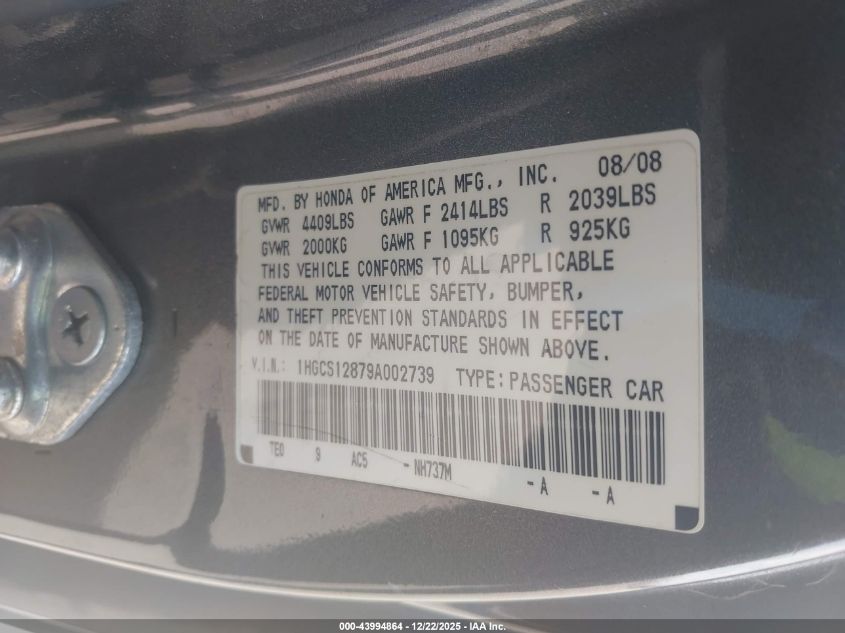 MFD. BY HONDA OF AMERICA MFG., INC. 08/08
GVWR 4409LBS GAWR F 2414LBS R 2039LBS
GVWR 2000KG GAWR F 1095KG R 925KG
THIS VEHICLE CONFORMS TO ALL APPLICABLE
FEDERAL MOTOR VEHICLE SAFETY, BUMPER,
AND THEFT PREVENTION STANDARDS IN EFFECT
ON THE DATE OF MANUFACTURE SHOWN ABOVE.
V.I.N.: 1HGCS12879A002739 TYPE: PASSENGER CAR
TE0 9 AC5 - NH737M - A - A
000-43994864 - 12/22/2025 - IAA Inc.